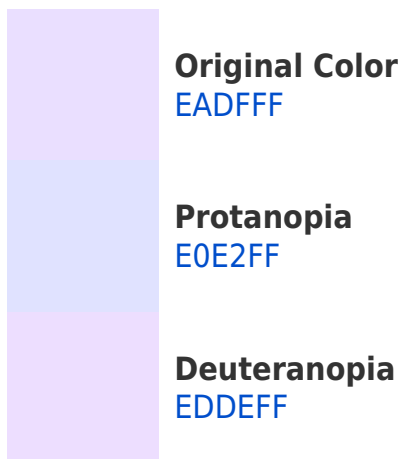 Original Color
EADFFF
Protanopia
E0E2FF
Deuteranopia
EDDEFF